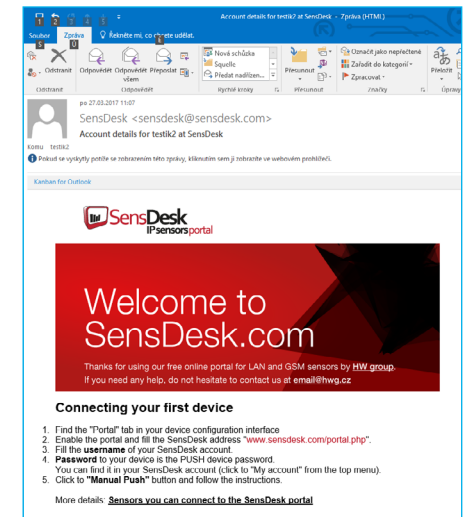 Account details for testik2 at SensDesk - Zpráva (HTML)
Soubor Zpráva Řekněte mi, co chcete udělat.
Odstranit Odpovědět Odpovědět všem Přeposlat
Nová schůzka
Squelle
Předat nadřízen...
Přesunout
Označit jako nepřečtené
Zařadit do kategorií
Zpracovat
Přeložit
Odstranit Odpovědět Rychlé kroky Přesunout Značky Úpravy
po 27.03.2017 11:07
SensDesk <sensdesk@sensdesk.com>
Account details for testik2 at SensDesk
Komu testik2
Pokud se vyskytly potíže se zobrazením této zprávy, kliknutím sem ji zobrazíte ve webovém prohlížeči.
Kanban for Outlook
SensDesk
IPsensorsportal
Welcome to
SensDesk.com
Thanks for using our free online portal for LAN and GSM sensors by HW group.
If you need any help, do not hesitate to contact us at email@hwg.cz
Connecting your first device
1. Find the "Portal" tab in your device configuration interface
2. Enable the portal and fill the SensDesk address "www.sensdesk.com/portal.php".
3. Fill the username of your SensDesk account.
4. Password to your device is the PUSH device password.
You can find it in your SensDesk account (click to "My account" from the top menu).
5. Click to "Manual Push" button and follow the instructions.
More details: Sensors you can connect to the SensDesk portal